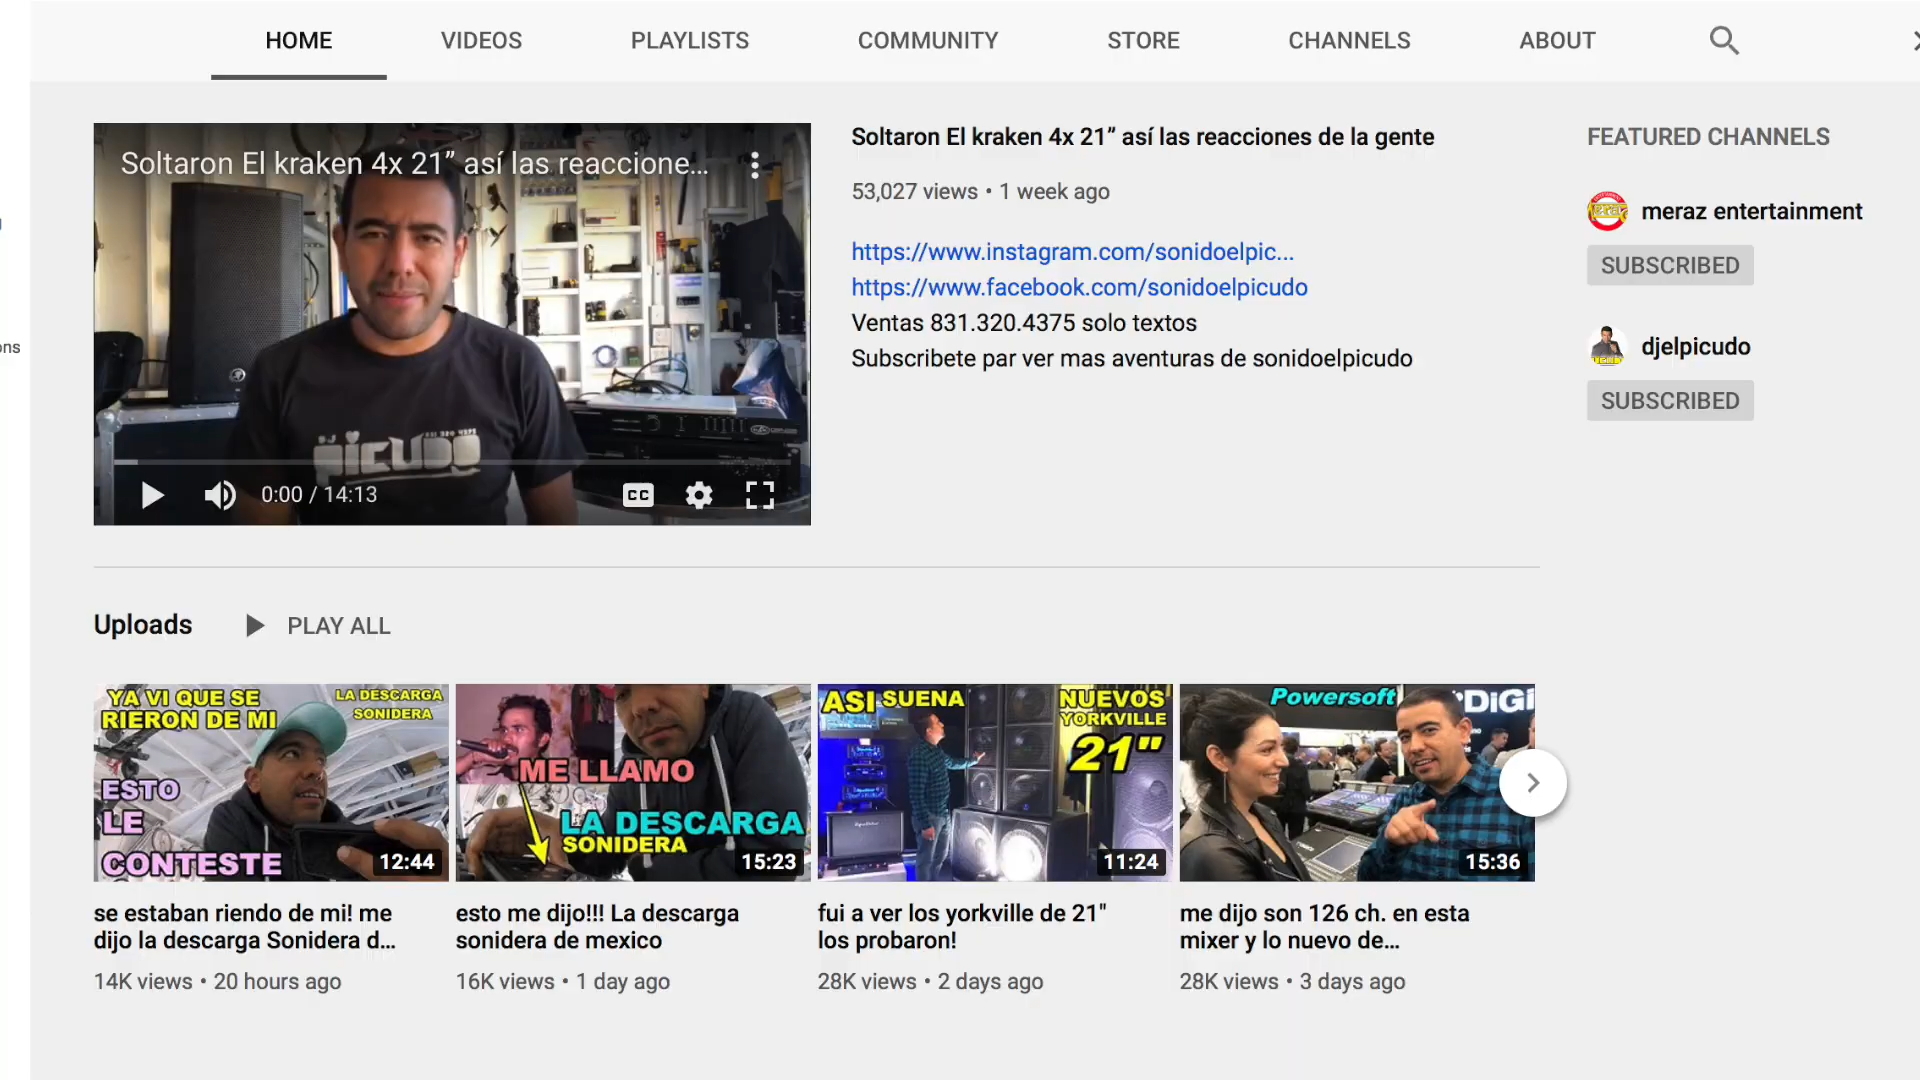 HOME
VIDEOS
PLAYLISTS
COMMUNITY
STORE
CHANNELS
ABOUT
ons
Soltaron El kraken 4x 21” así las reaccione...
PICUDO
0:00 / 14:13
CC
Soltaron El kraken 4x 21” así las reacciones de la gente
53,027 views • 1 week ago
https://www.instagram.com/sonidoelpic...
https://www.facebook.com/sonidoelpicudo
Ventas 831.320.4375 solo textos
Subscribete par ver mas aventuras de sonidoelpicudo
FEATURED CHANNELS
meraz entertainment
SUBSCRIBED
djelpicudo
SUBSCRIBED
Uploads
PLAY ALL
YA VI QUE SE
RIERON DE MI
LA DESCARGA
SONIDERA
ESTO
LE
CONTESTE
12:44
se estaban riendo de mi! me
dijo la descarga Sonidera d...
14K views • 20 hours ago
ME LLAMO
LA DESCARGA
SONIDERA
15:23
esto me dijo!!! La descarga
sonidera de mexico
16K views • 1 day ago
ASI SUENA
NUEVOS
YORKVILLE
21"
11:24
fui a ver los yorkville de 21"
los probaron!
28K views • 2 days ago
Powersoft
DiGi
15:36
me dijo son 126 ch. en esta
mixer y lo nuevo de...
28K views • 3 days ago